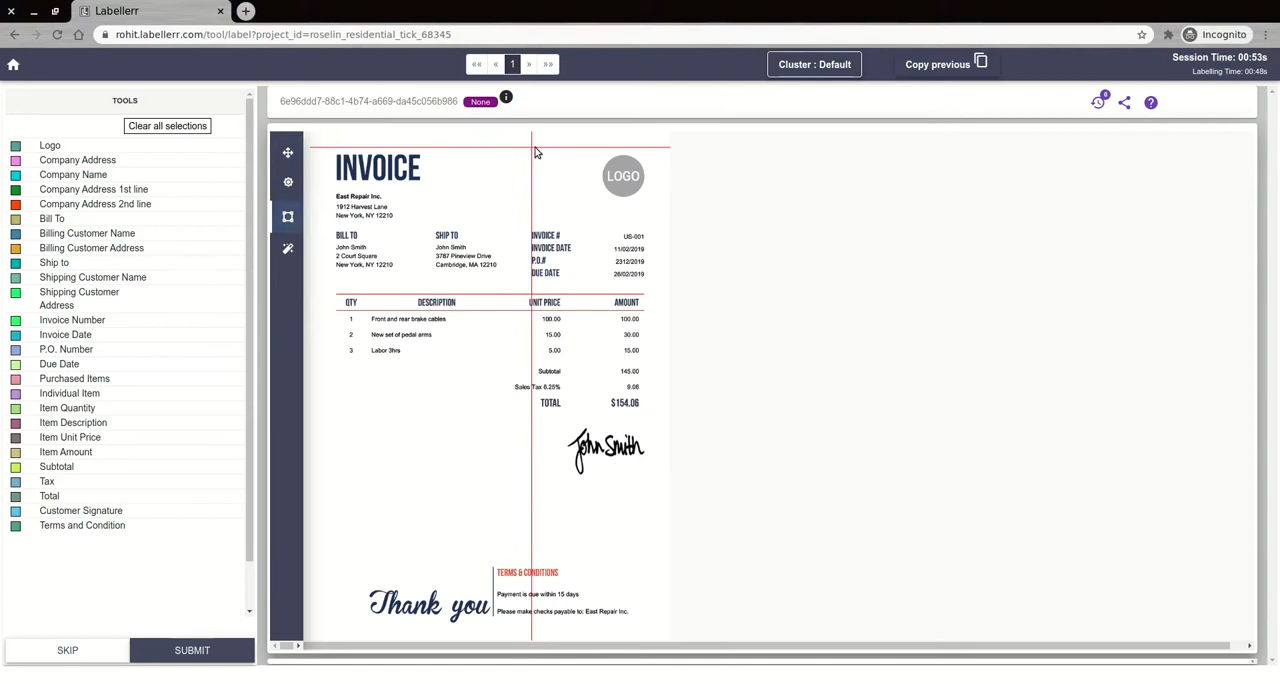 Labellerr
rohit.labellerr.com/tool/label?project_id=roselin_residential_tick_68345
Incognito
«« « 1 » »»
Cluster : Default
Copy previous
Session Time: 00:53s
Labelling Time: 00:48s
TOOLS
Clear all selections
Logo
Company Address
Company Name
Company Address 1st line
Company Address 2nd line
Bill To
Billing Customer Name
Billing Customer Address
Ship to
Shipping Customer Name
Shipping Customer
Address
Invoice Number
Invoice Date
P.O. Number
Due Date
Purchased Items
Individual Item
Item Quantity
Item Description
Item Unit Price
Item Amount
Subtotal
Tax
Total
Customer Signature
Terms and Condition
SKIP
SUBMIT
6e96ddd7-88c1-4b74-a669-da45c056b986 None
0
INVOICE
LOGO
East Repair Inc.
1912 Harvest Lane
New York, NY 12210
BILL TO
John Smith
2 Court Square
New York, NY 12210
SHIP TO
John Smith
3787 Pineview Drive
Cambridge, MA 12210
INVOICE # US-001
INVOICE DATE 11/02/2019
P.O.# 2312/2019
DUE DATE 26/02/2019
QTY DESCRIPTION UNIT PRICE AMOUNT
1 Front and rear brake cables 100.00 100.00
2 New set of pedal arms 15.00 30.00
3 Labor 3hrs 5.00 15.00
Subtotal 145.00
Sales Tax 6.25% 9.06
TOTAL $154.06
John Smith
Thank you
TERMS & CONDITIONS
Payment is due within 15 days
Please make checks payable to: East Repair Inc.